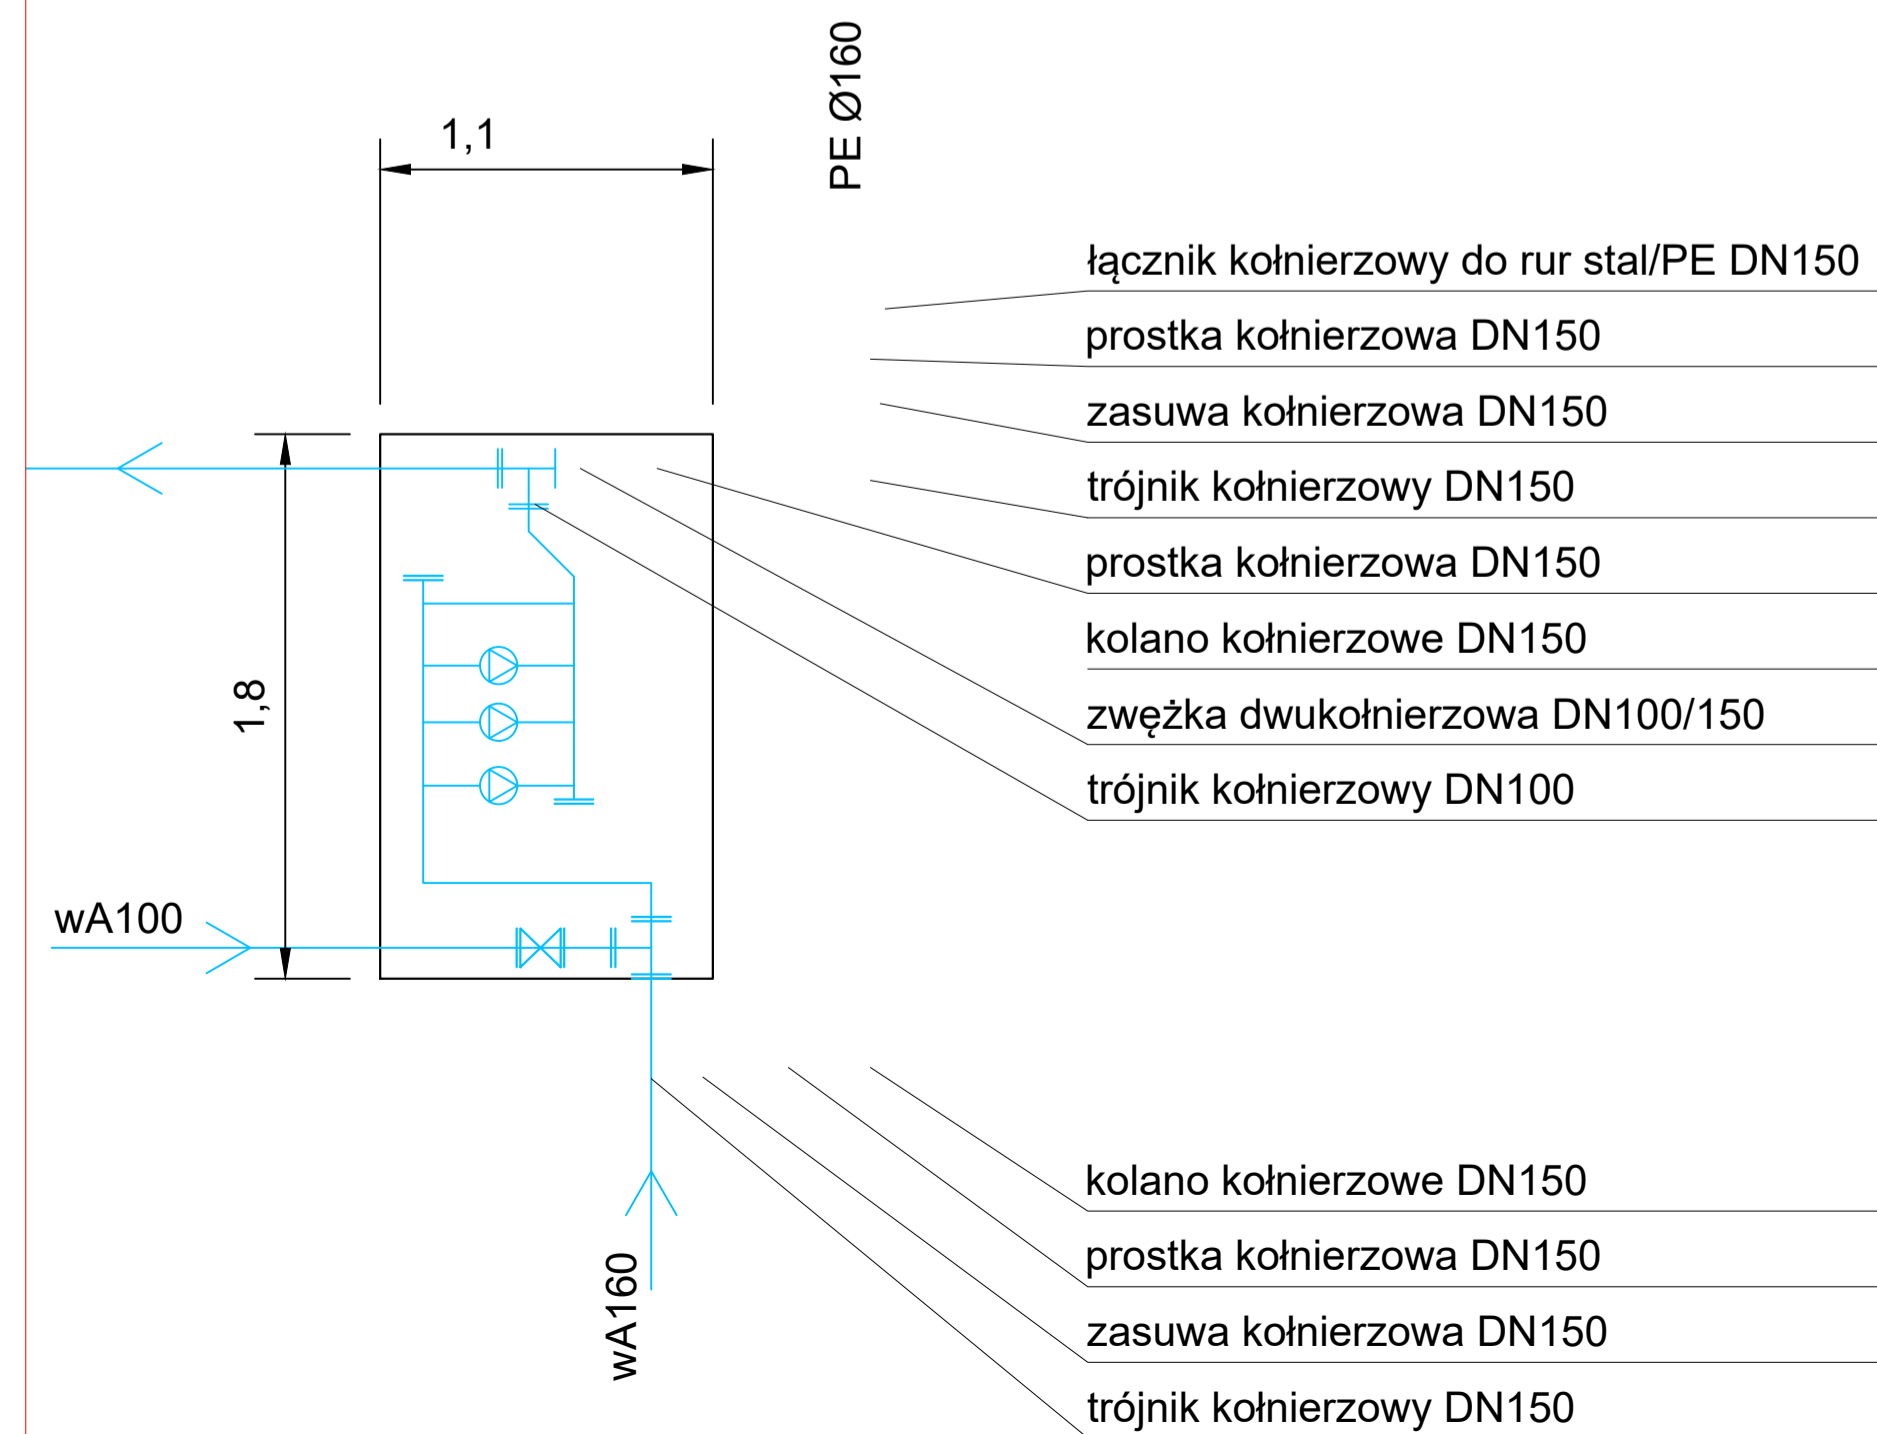 PE Ø160
1,1
łącznik kołnierzowy do rur stal/PE DN150
prostka kołnierzowa DN150
zasuwa kołnierzowa DN150
trójnik kołnierzowy DN150
prostka kołnierzowa DN150
kolano kołnierzowe DN150
zwężka dwukołnierzowa DN100/150
trójnik kołnierzowy DN100
1,8
wA100
kolano kołnierzowe DN150
prostka kołnierzowa DN150
zasuwa kołnierzowa DN150
trójnik kołnierzowy DN150
wA160